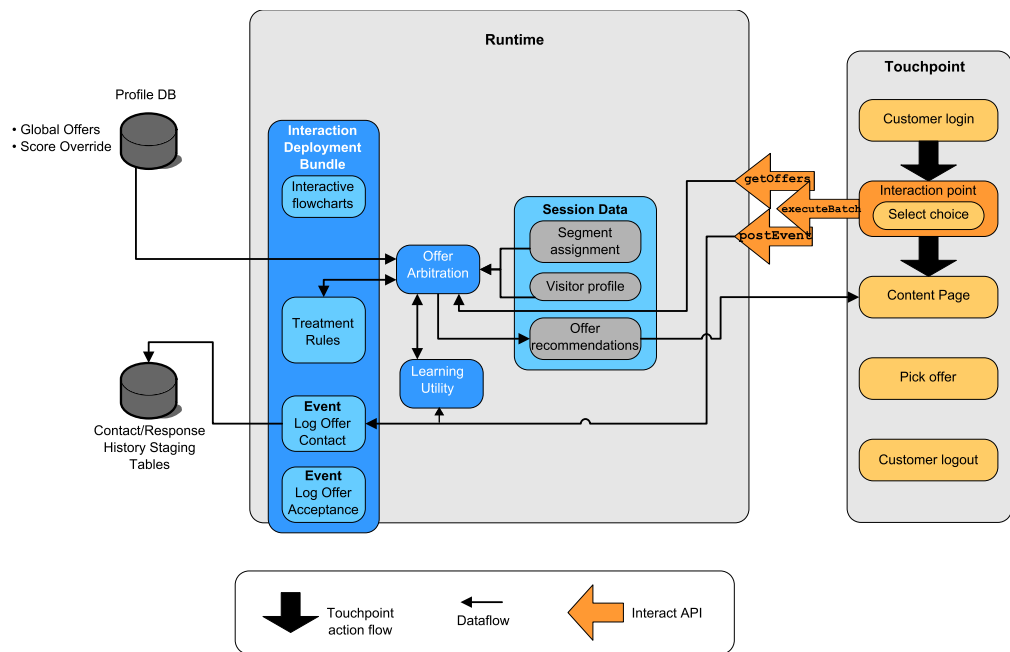 Runtime
Touchpoint
Profile DB
• Global Offers
• Score Override
Interaction
Deployment
Bundle
Interactive
flowcharts
Offer
Arbitration
Treatment
Rules
Learning
Utility
Event
Log Offer
Contact
Event
Log Offer
Acceptance
Contact/Response
History Staging
Tables
Session Data
Segment
assignment
Visitor profile
Offer
recommendations
getOffers
executeBatch
postEvent
Customer login
Interaction point
Select choice
Content Page
Pick offer
Customer logout
Touchpoint
action flow
Dataflow
Interact API